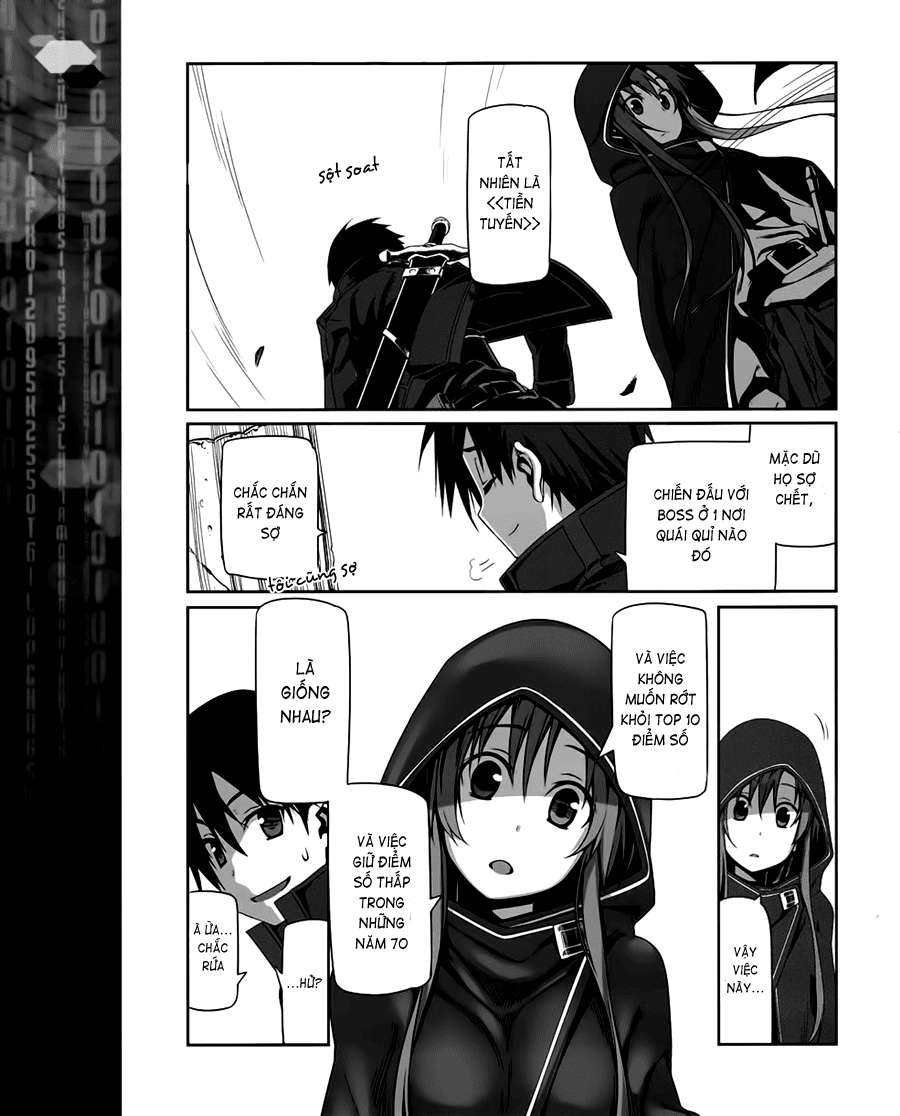 TẤT
NHIÊN LÀ
<<TIỀN
TUYẾN>>
sột soạt
MẶC DÙ
HỌ SỢ
CHẾT,
CHIẾN ĐẤU VỚI
BOSS Ở 1 NƠI
QUÁI QUỈ NÀO
ĐÓ
CHẮC CHẮN
RẤT ĐÁNG
SỢ
tôi cũng sợ
VẬY
VIỆC
NÀY...
VÀ VIỆC
KHÔNG
MUỐN RỚT
KHỎI TOP 10
ĐIỂM SỐ
VÀ VIỆC
GIỮ ĐIỂM
SỐ THẤP
TRONG
NHỮNG
NĂM 70
LÀ
GIỐNG
NHAU?
...HỬ?
À ỪA...
CHẮC
RỨA